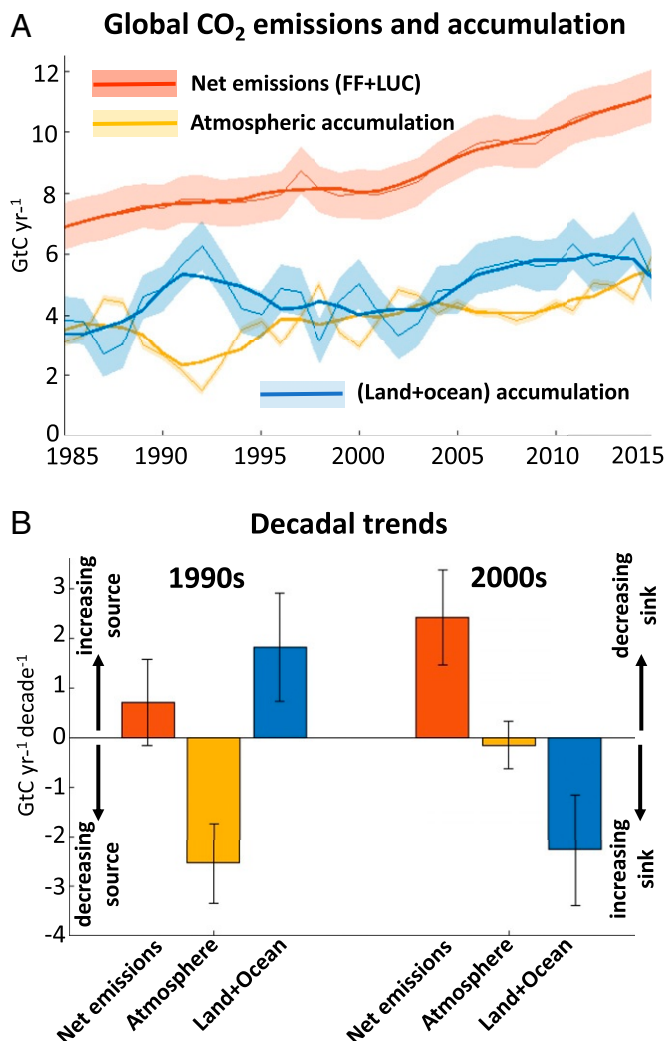 A
Global CO₂ emissions and accumulation
GtC yr⁻¹
12
10
8
6
4
2
0
Net emissions (FF+LUC)
Atmospheric accumulation
(Land+ocean) accumulation
1985 1990 1995 2000 2005 2010 2015
B
Decadal trends
GtC yr⁻¹ decade⁻¹
increasing
source
decreasing
source
3
2
1
0
-1
-2
-3
-4
1990s
2000s
decreasing
sink
increasing
sink
Net emissions
Atmosphere
Land+Ocean
Net emissions
Atmosphere
Land+Ocean